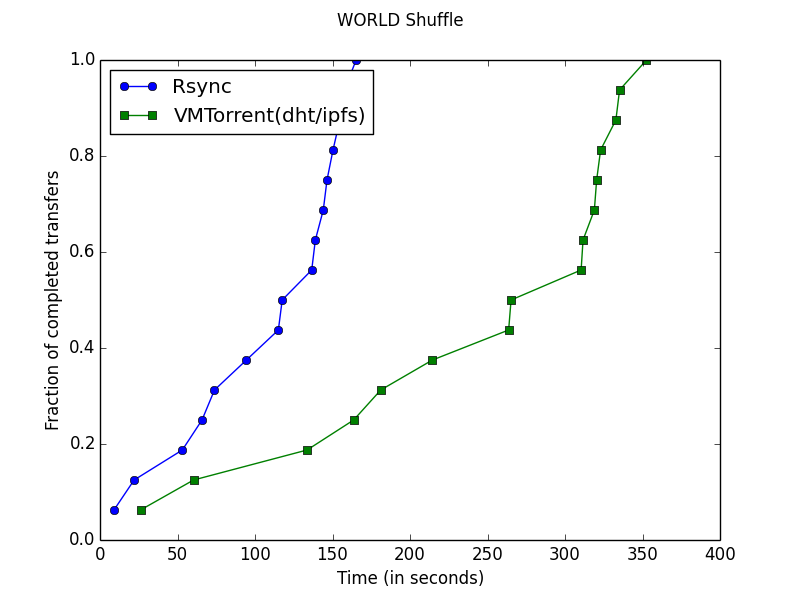 WORLD Shuffle
Rsync
VMTorrent(dht/ipfs)
Fraction of completed transfers
1.0
0.8
0.6
0.4
0.2
0.0
0 50 100 150 200 250 300 350 400
Time (in seconds)